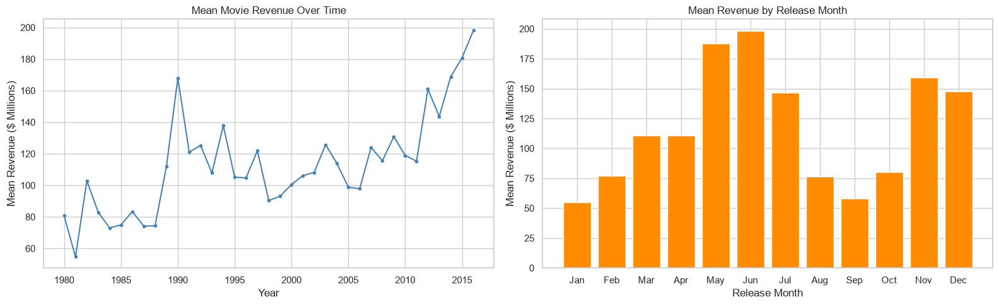 Mean Movie Revenue Over Time
Mean Revenue ($ Millions)
200
180
160
140
120
100
80
60
1980 1985 1990 1995 2000 2005 2010 2015
Year
Mean Revenue by Release Month
Mean Revenue ($ Millions)
200
175
150
125
100
75
50
25
0
Jan Feb Mar Apr May Jun Jul Aug Sep Oct Nov Dec
Release Month